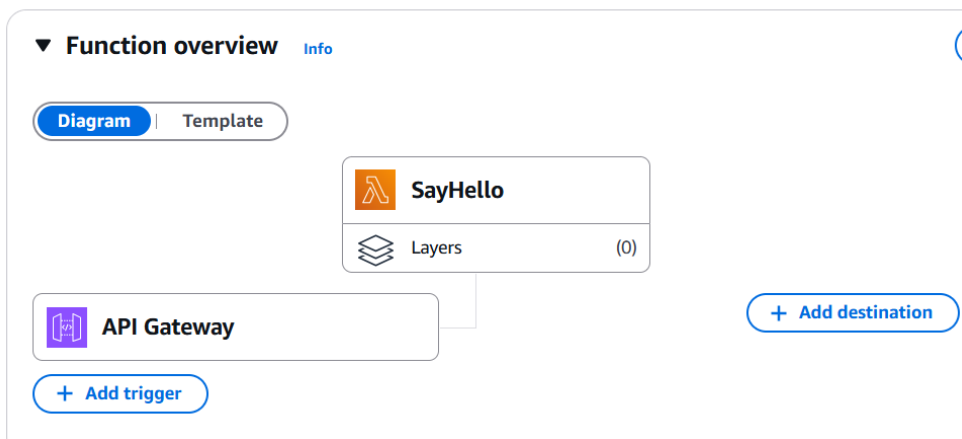 Function overview Info
Diagram | Template
SayHello
Layers (0)
API Gateway
+ Add destination
+ Add trigger